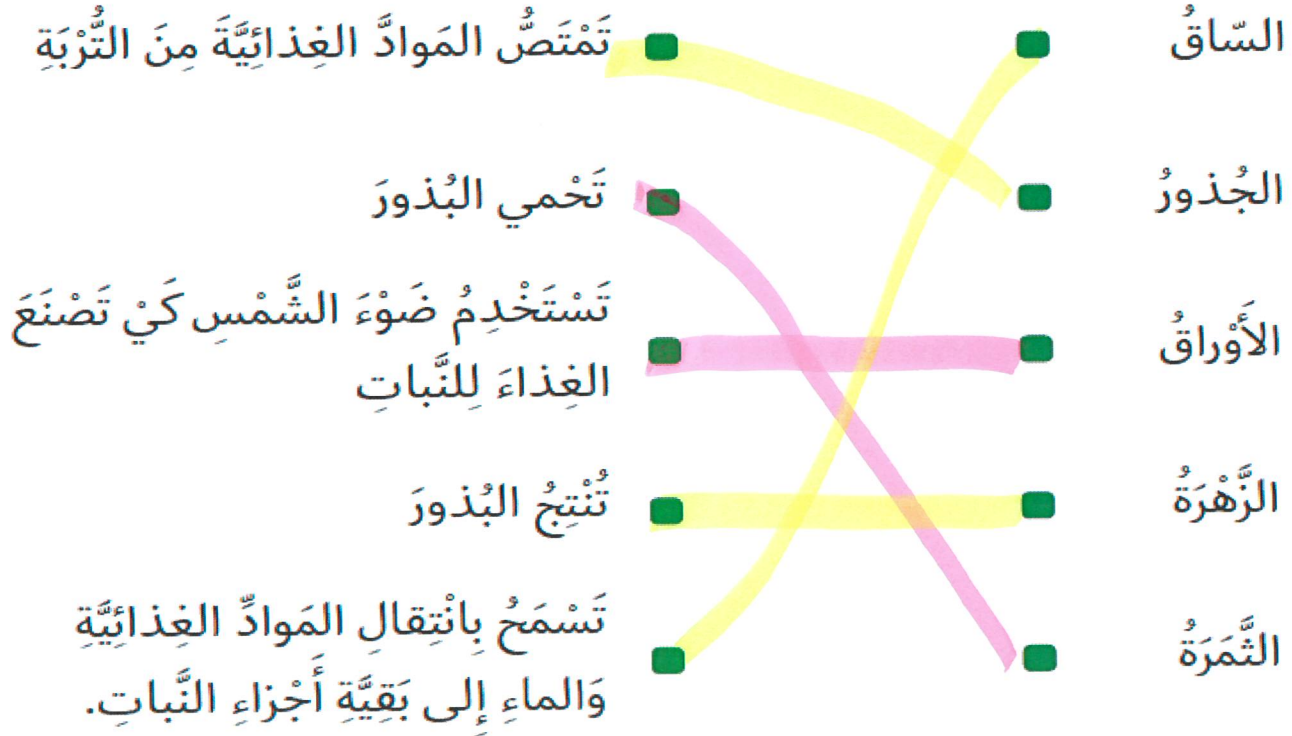 السّاقُ
تَمْتَصُّ المَوادَّ الغِذائِيَّةَ مِنَ التُّرْبَةِ
الجُذورُ
تَحْمي البُذورَ
الأَوْراقُ
تَسْتَخْدِمُ ضَوْءَ الشَّمْسِ كَيْ تَصْنَعَ
الغِذاءَ لِلنَّباتِ
الزَّهْرَةُ
تُنْتِجُ البُذورَ
الثَّمَرَةُ
تَسْمَحُ بِانْتِقالِ المَوادِّ الغِذائِيَّةِ
وَالماءِ إِلى بَقِيَّةِ أَجْزاءِ النَّباتِ.